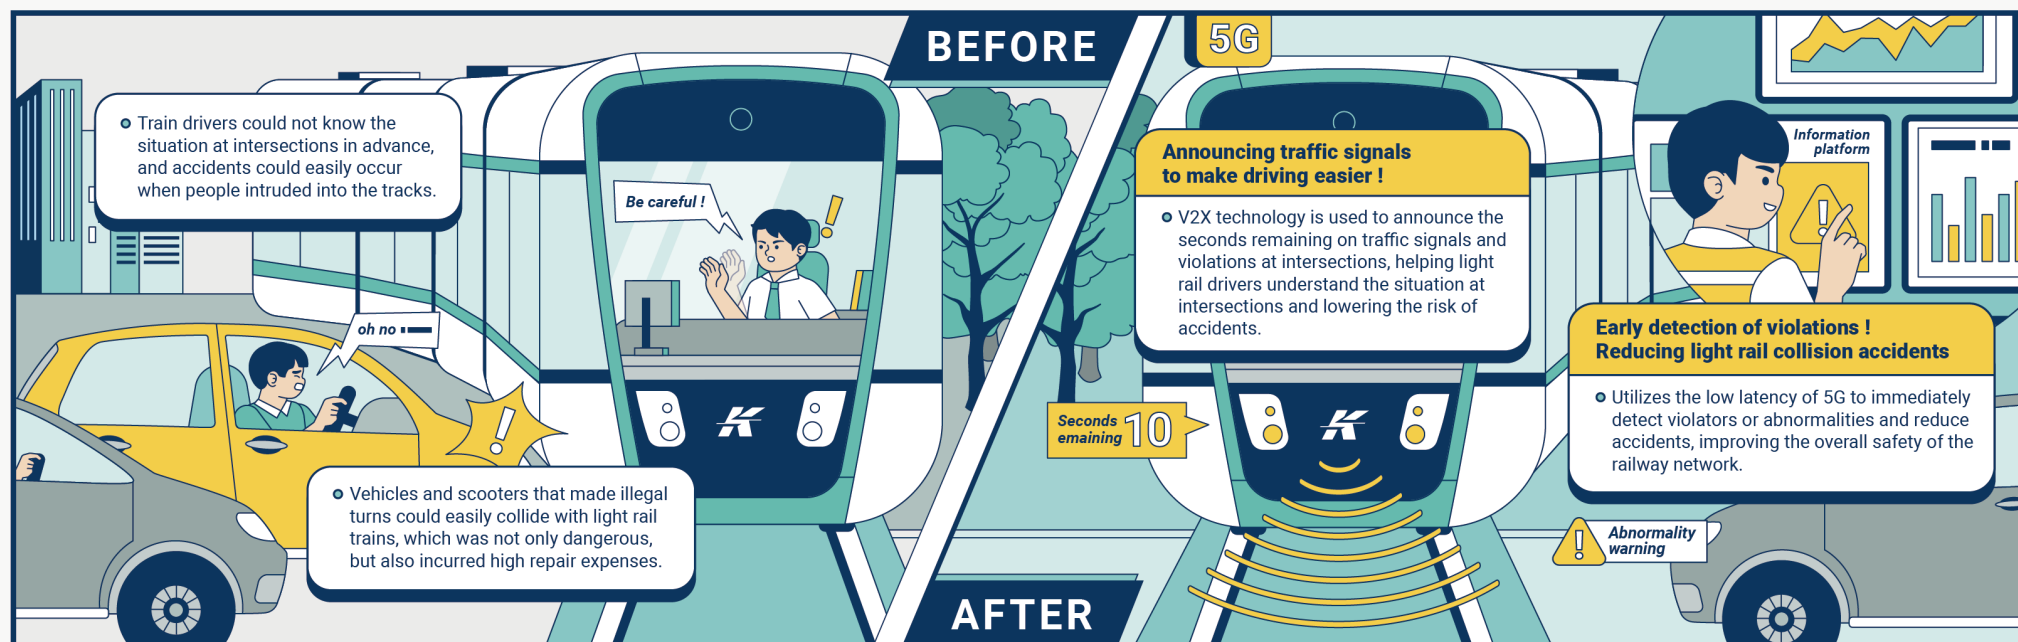 BEFORE
Train drivers could not know the
situation at intersections in advance,
and accidents could easily occur
when people intruded into the tracks.
Be careful !
oh no
Vehicles and scooters that made illegal
turns could easily collide with light rail
trains, which was not only dangerous,
but also incurred high repair expenses.
AFTER
5G
Announcing traffic signals
to make driving easier !
V2X technology is used to announce the
seconds remaining on traffic signals and
violations at intersections, helping light
rail drivers understand the situation at
intersections and lowering the risk of
accidents.
Seconds
emaining
10
Information
platform
Early detection of violations !
Reducing light rail collision accidents
Utilizes the low latency of 5G to immediately
detect violators or abnormalities and reduce
accidents, improving the overall safety of the
railway network.
Abnormality
warning